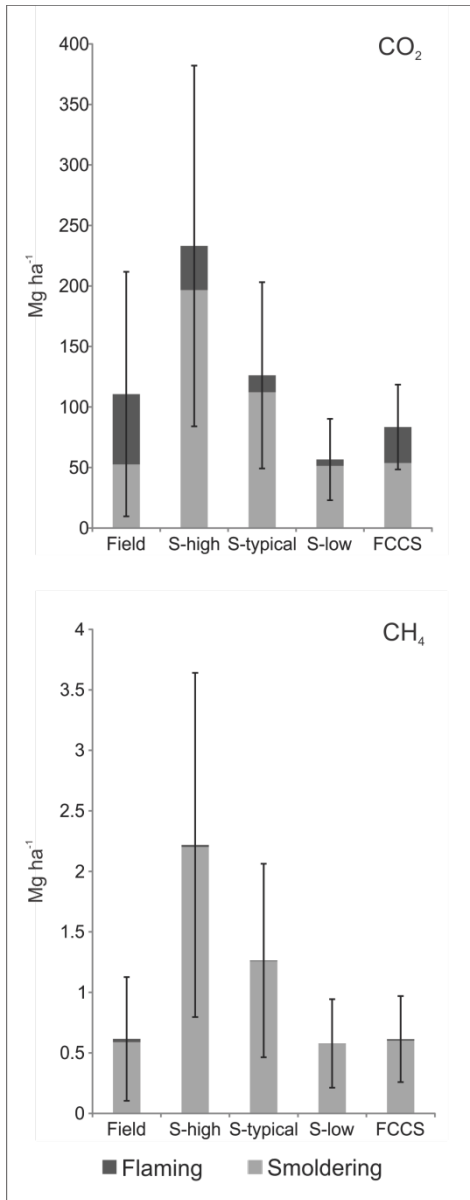 CO₂
400
350
300
250
200
150
100
50
0
Mg ha⁻¹
Field S-high S-typical S-low FCCS
CH₄
4
3.5
3
2.5
2
1.5
1
0.5
0
Mg ha⁻¹
Field S-high S-typical S-low FCCS
Flaming Smoldering